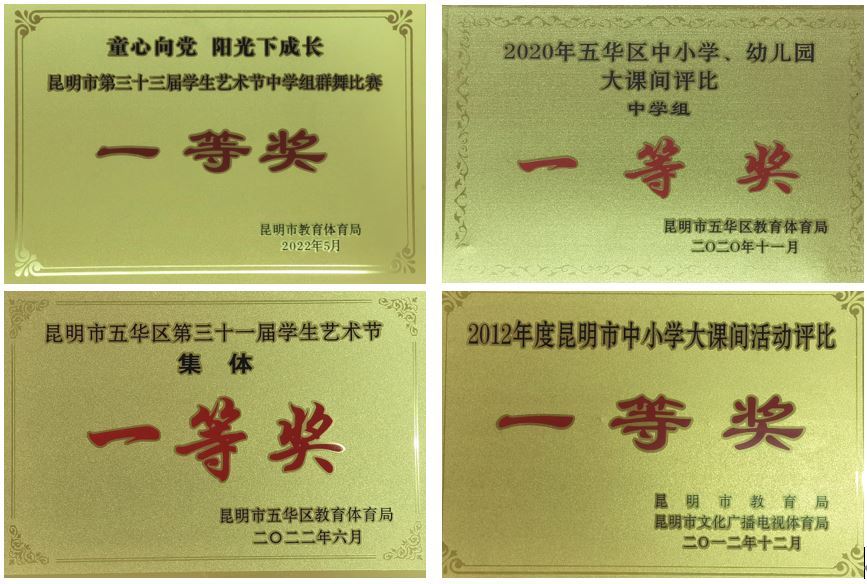 童心向党 阳光下成长
昆明市第三十三届学生艺术节中学组群舞比赛
一等奖
昆明市教育体育局
2022年5月
2020年五华区中小学、幼儿园
大课间评比
中学组
一等奖
昆明市五华区教育体育局
二〇二〇年十一月
昆明市五华区第三十一届学生艺术节
集 体
一等奖
昆明市五华区教育体育局
二〇二二年六月
2012年度昆明市中小学大课间活动评比
一等奖
昆明市教育局
昆明市文化广播电视体育局
二〇一二年十二月